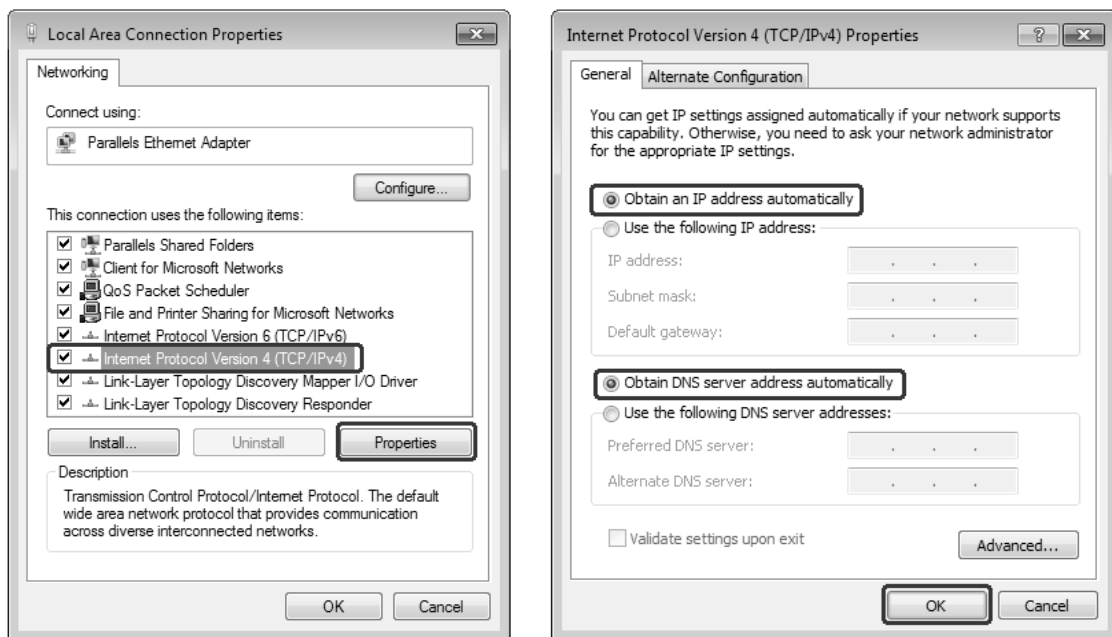 Local Area Connection Properties
Networking
Connect using:
Parallels Ethernet Adapter
Configure...
This connection uses the following items:
Parallels Shared Folders
Client for Microsoft Networks
QoS Packet Scheduler
File and Printer Sharing for Microsoft Networks
Internet Protocol Version 6 (TCP/IPv6)
Internet Protocol Version 4 (TCP/IPv4)
Link-Layer Topology Discovery Mapper I/O Driver
Link-Layer Topology Discovery Responder
Install... Uninstall Properties
Description
Transmission Control Protocol/Internet Protocol. The default
wide area network protocol that provides communication
across diverse interconnected networks.
OK Cancel
Internet Protocol Version 4 (TCP/IPv4) Properties
General Alternate Configuration
You can get IP settings assigned automatically if your network supports
this capability. Otherwise, you need to ask your network administrator
for the appropriate IP settings.
Obtain an IP address automatically
Use the following IP address:
IP address: . . .
Subnet mask: . . .
Default gateway: . . .
Obtain DNS server address automatically
Use the following DNS server addresses:
Preferred DNS server: . . .
Alternate DNS server: . . .
Validate settings upon exit
Advanced...
OK Cancel